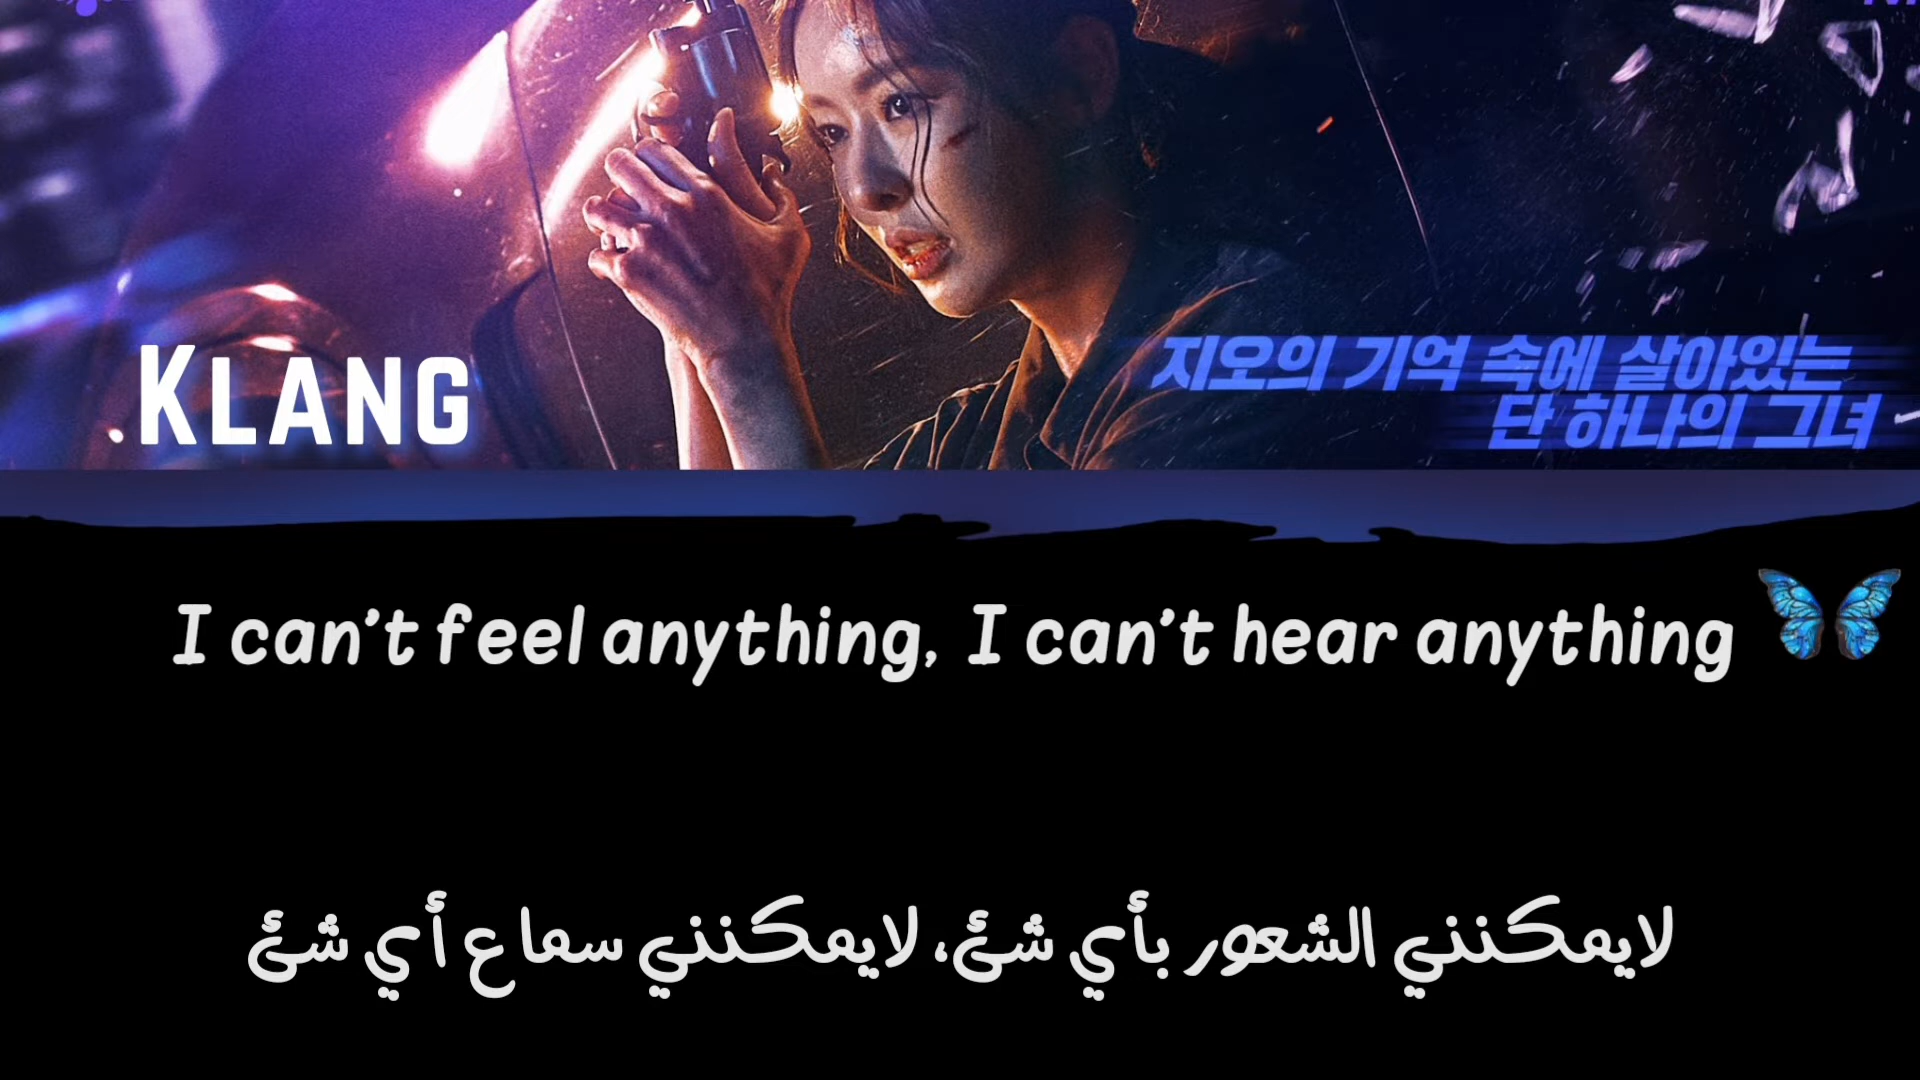 KLANG
지오의 기억 속에 살아있는
단 하나의 그녀
I can't feel anything, I can't hear anything
لايمكنني الشعور بأي شئ، لايمكنني سماع أي شئ